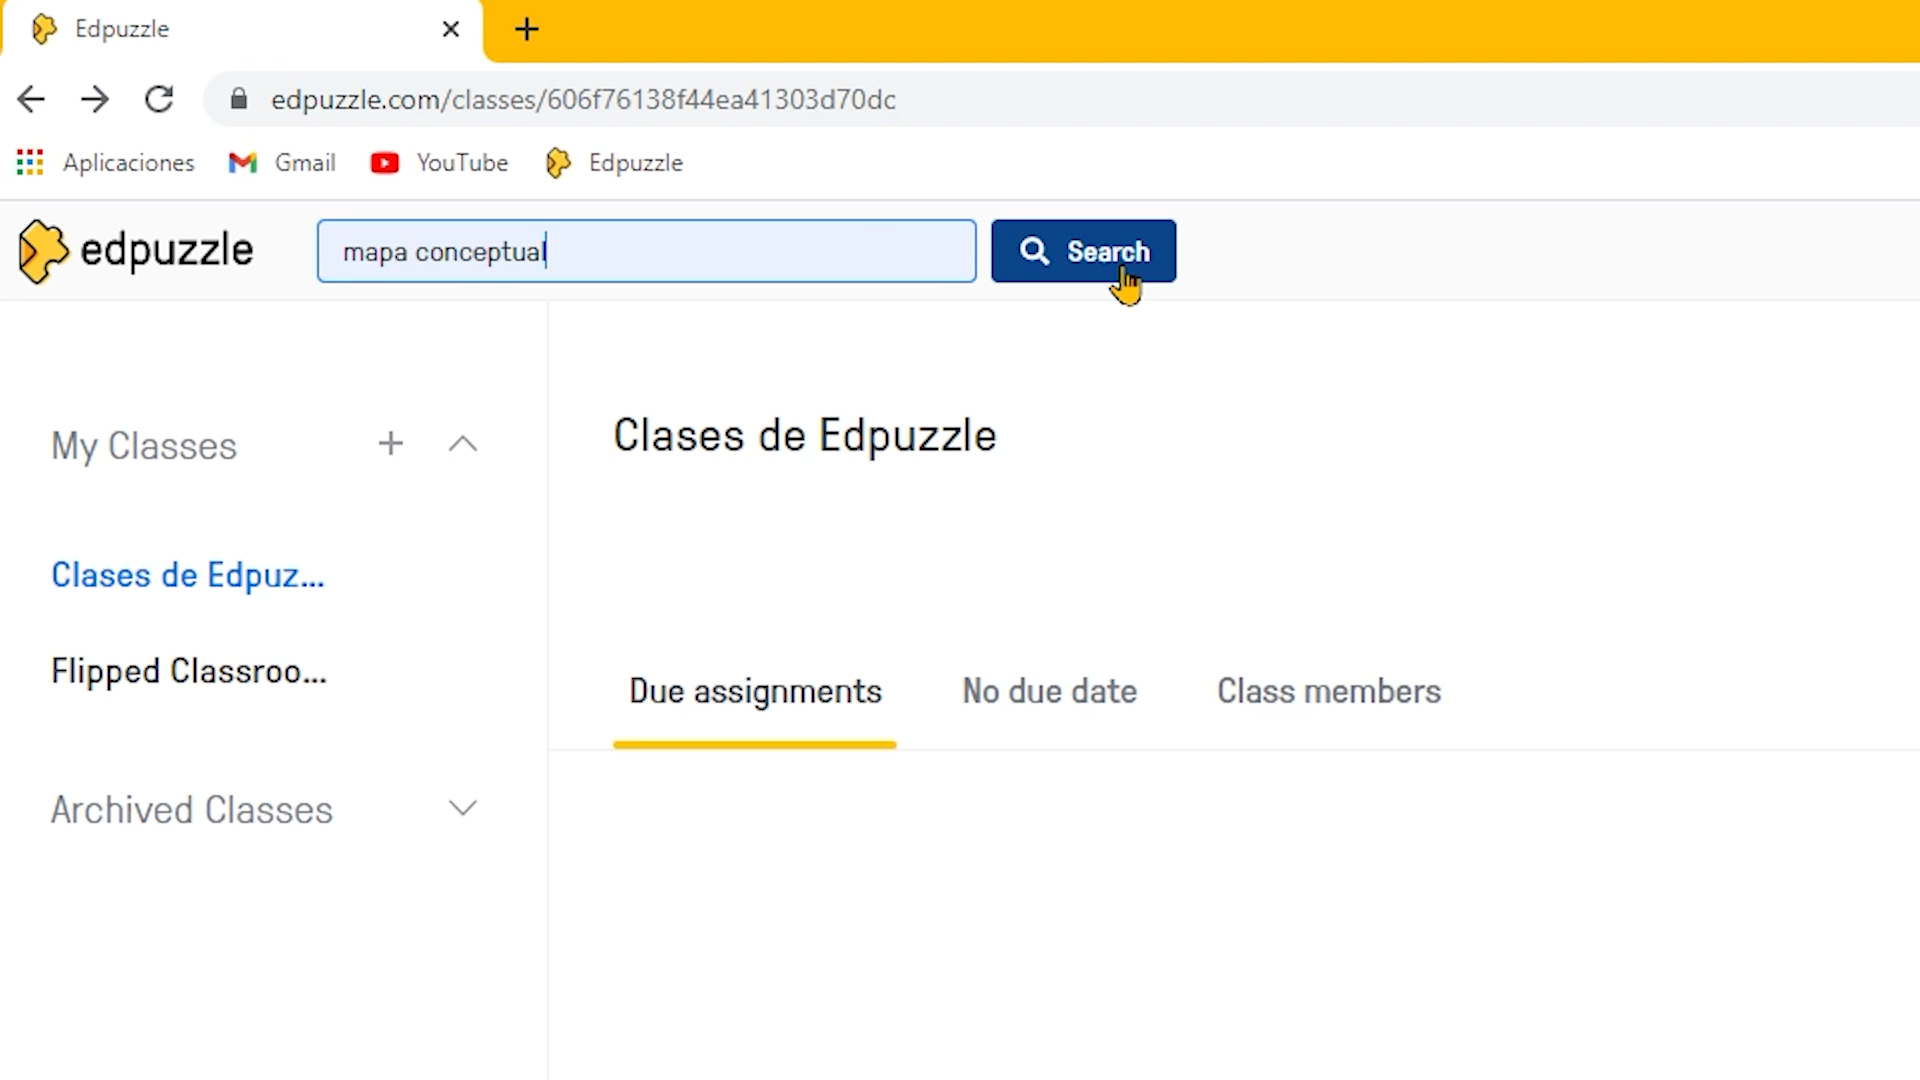 Edpuzzle
edpuzzle.com/classes/606f76138f44ea41303d70dc
Aplicaciones Gmail YouTube Edpuzzle
edpuzzle mapa conceptual Search
My Classes
Clases de Edpuz...
Flipped Classroo...
Archived Classes
Clases de Edpuzzle
Due assignments No due date Class members